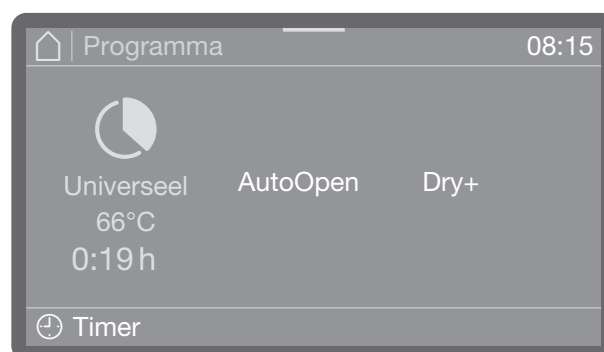 Programma 08:15
Universeel AutoOpen Dry+
66°C
0:19 h
Timer